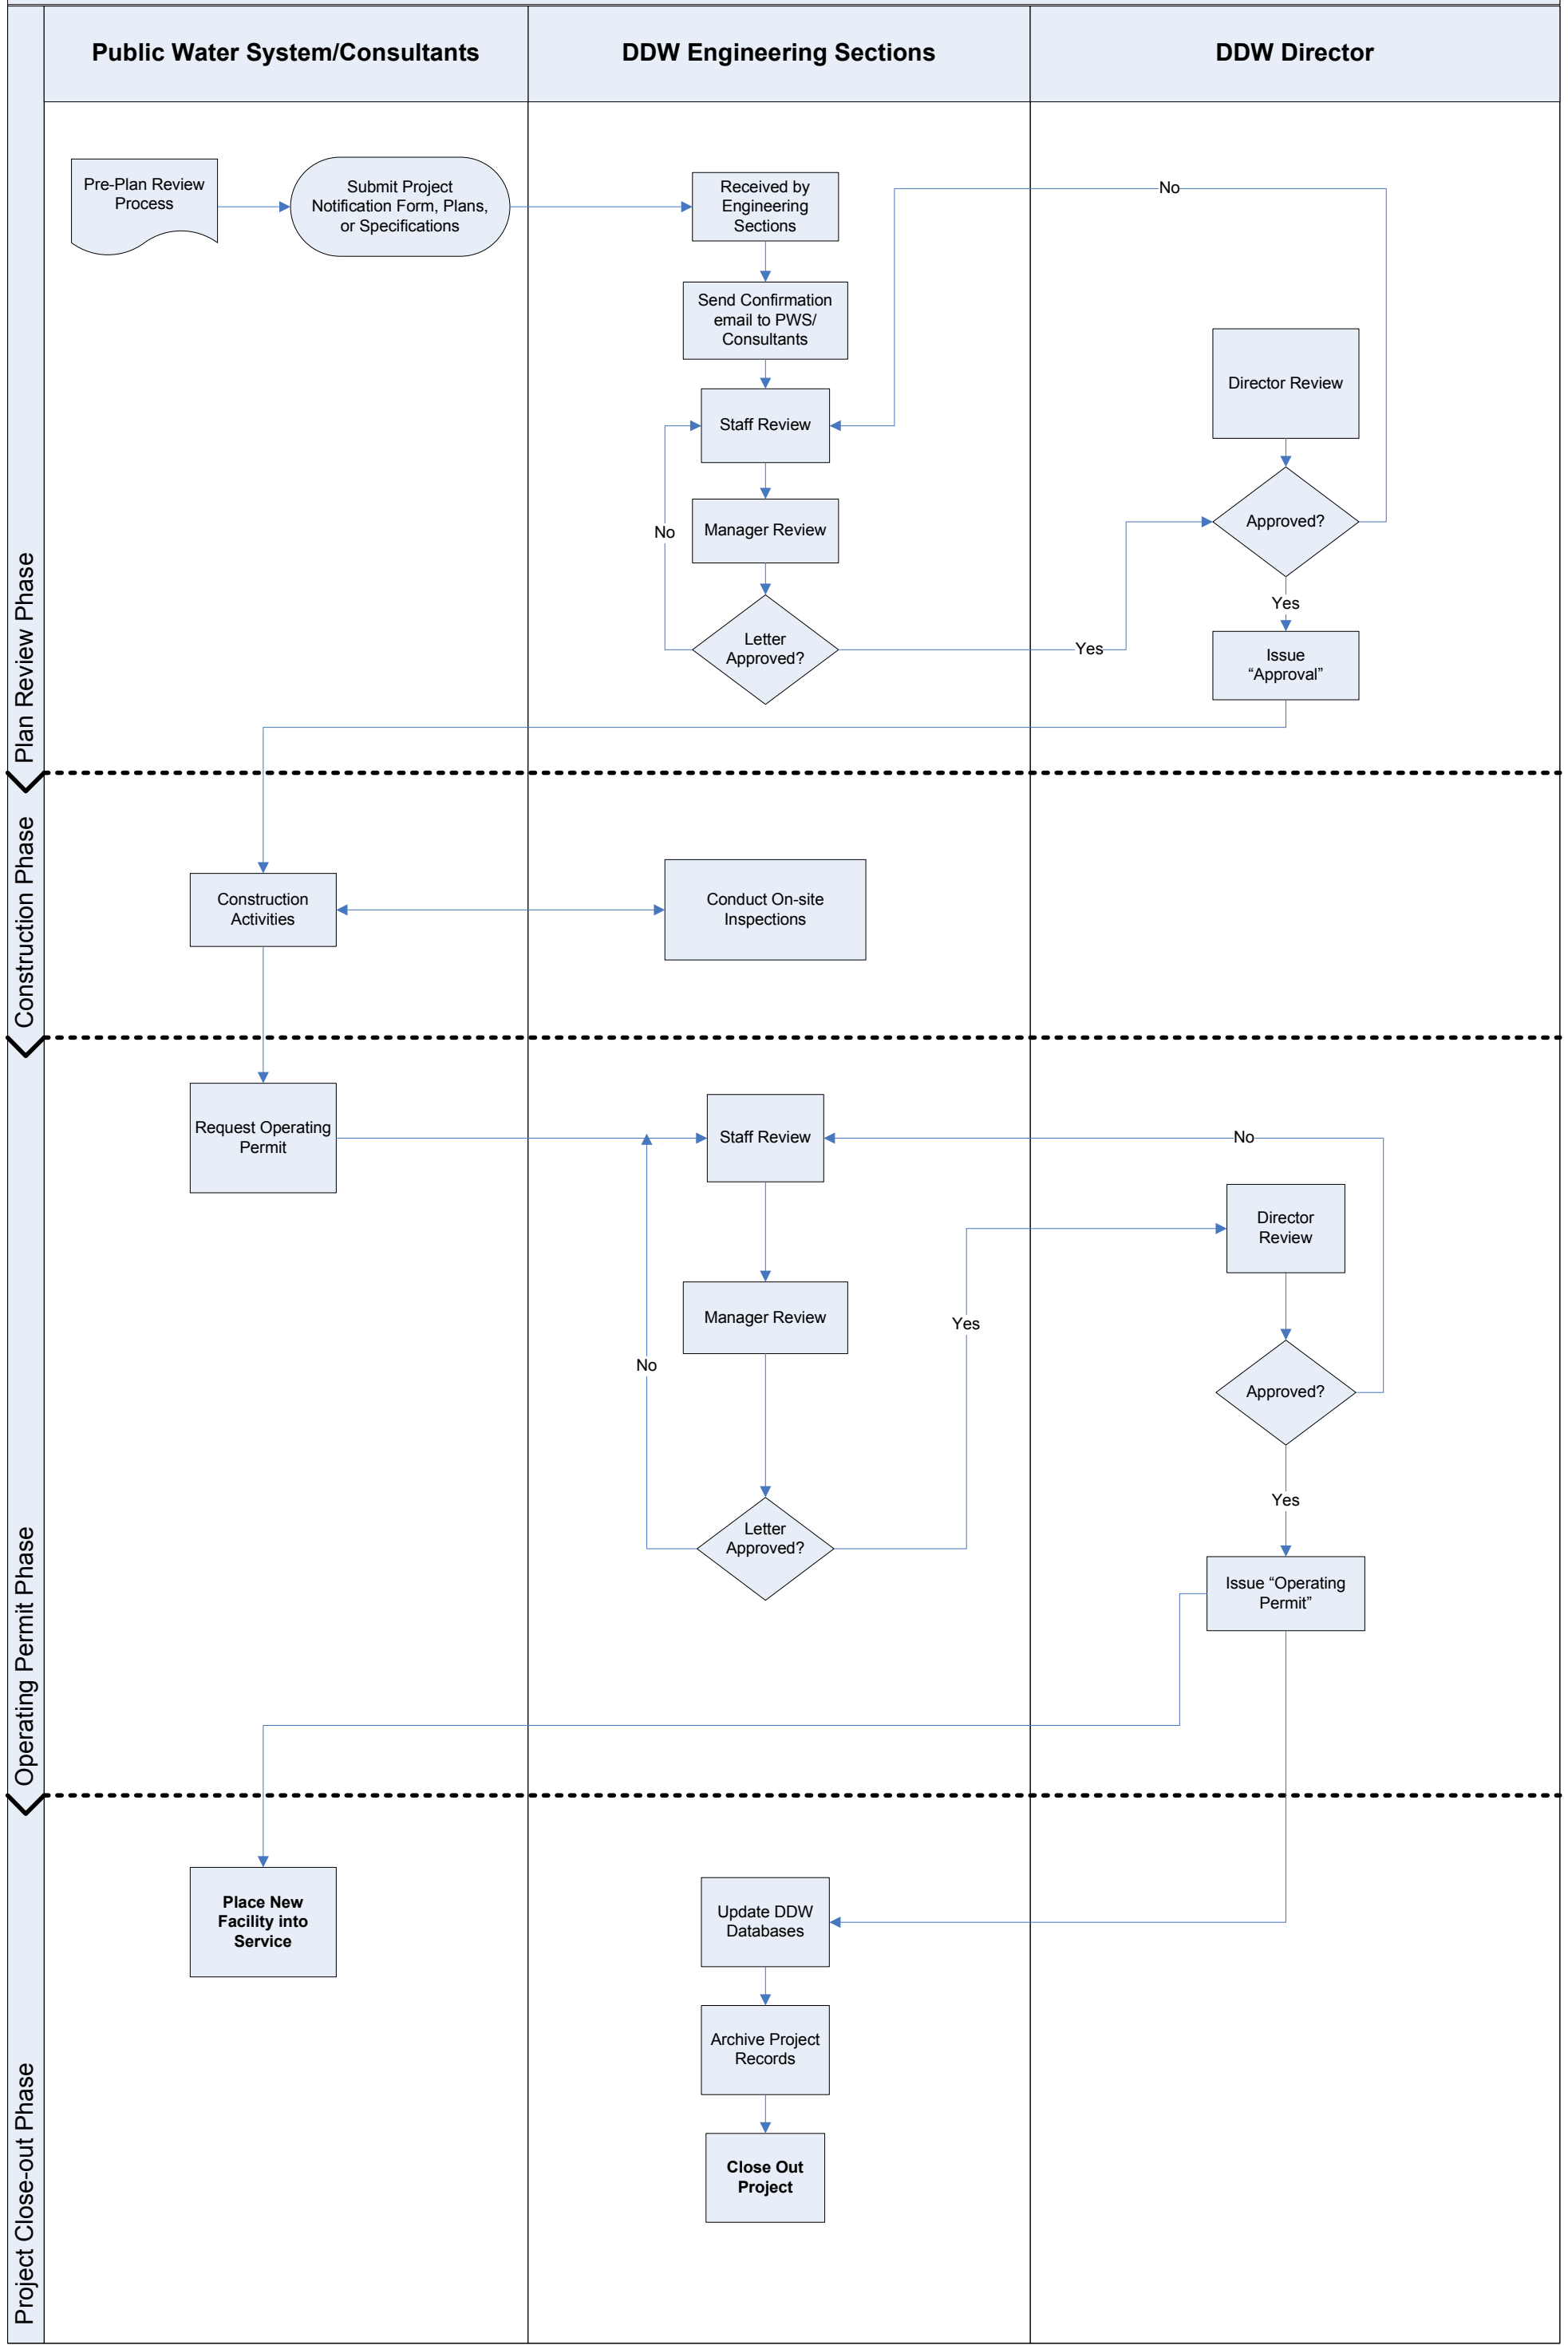 Public Water System/Consultants
DDW Engineering Sections
DDW Director
Plan Review Phase
Pre-Plan Review
Process
Submit Project
Notification Form, Plans,
or Specifications
Received by
Engineering
Sections
No
Send Confirmation
email to PWS/
Consultants
Director Review
Staff Review
Manager Review
No
Approved?
Letter
Approved?
Yes
Yes
Issue
“Approval”
Construction Phase
Construction
Activities
Conduct On-site
Inspections
Operating Permit Phase
Request Operating
Permit
Staff Review
No
Director
Review
Manager Review
Yes
No
Approved?
Letter
Approved?
Yes
Issue “Operating
Permit”
Project Close-out Phase
Place New
Facility into
Service
Update DDW
Databases
Archive Project
Records
Close Out
Project